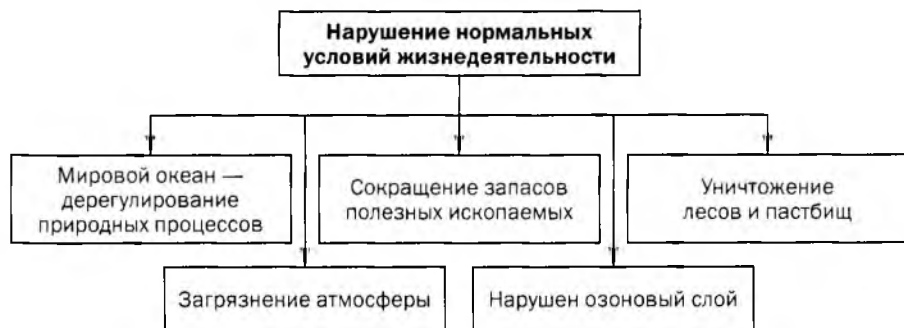 Нарушение нормальных
условий жизнедеятельности
Мировой океан —
дерегулирование
природных процессов
Сокращение запасов
полезных ископаемых
Уничтожение
лесов и пастбищ
Загрязнение атмосферы
Нарушен озоновый слой